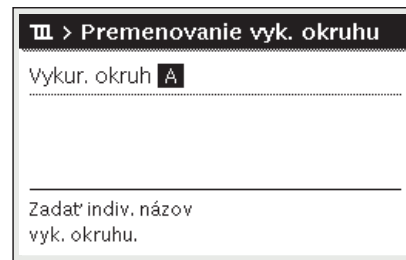 > Premenovanie vyk. okruhu
Vykur. okruh A
Zadať indiv. názov
vyk. okruhu.